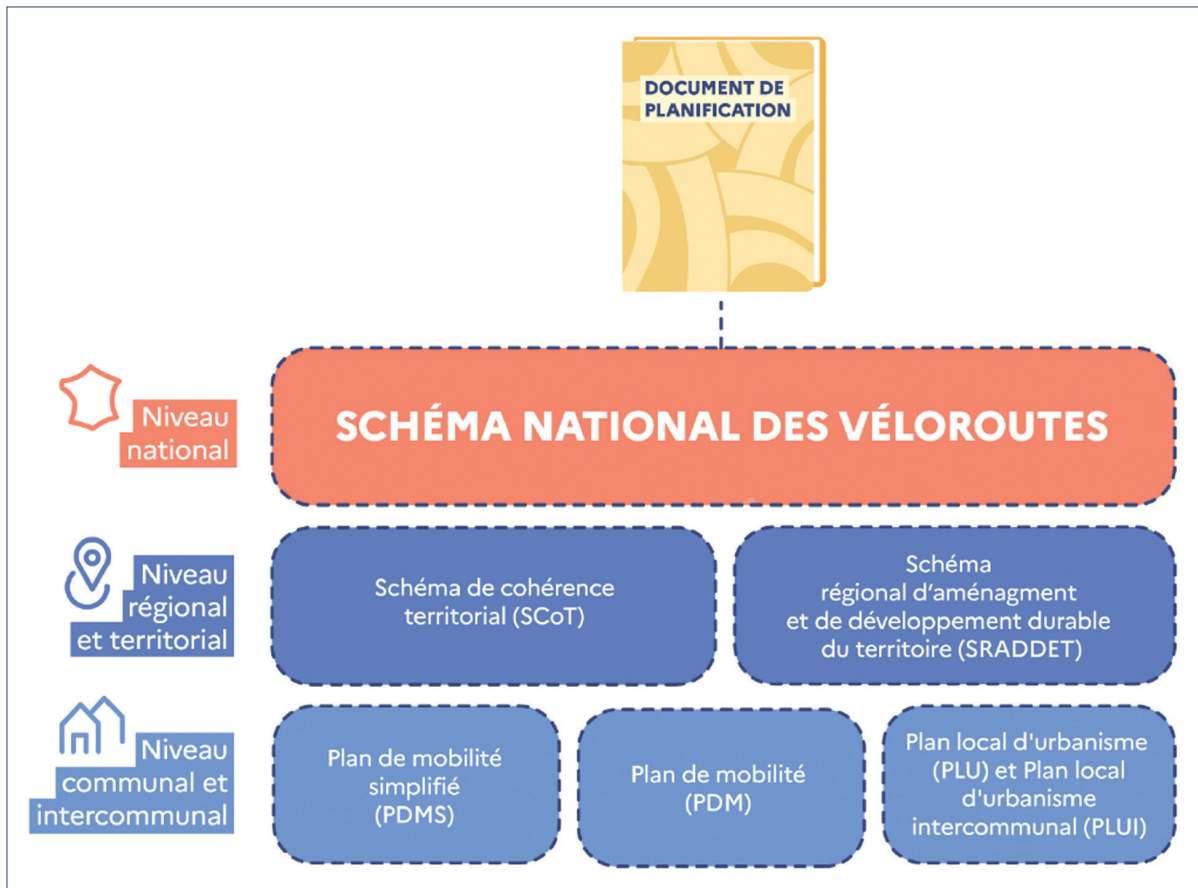 DOCUMENT DE
PLANIFICATION
Niveau
national
SCHÉMA NATIONAL DES VÉLOROUTES
Niveau
régional
et territorial
Schéma de cohérence
territorial (SCoT)
Schéma
régional d'aménagment
et de développement durable
du territoire (SRADDET)
Niveau
communal et
intercommunal
Plan de mobilité
simplifié
(PDMS)
Plan de mobilité
(PDM)
Plan local d'urbanisme
(PLU) et Plan local
d'urbanisme
intercommunal (PLUI)